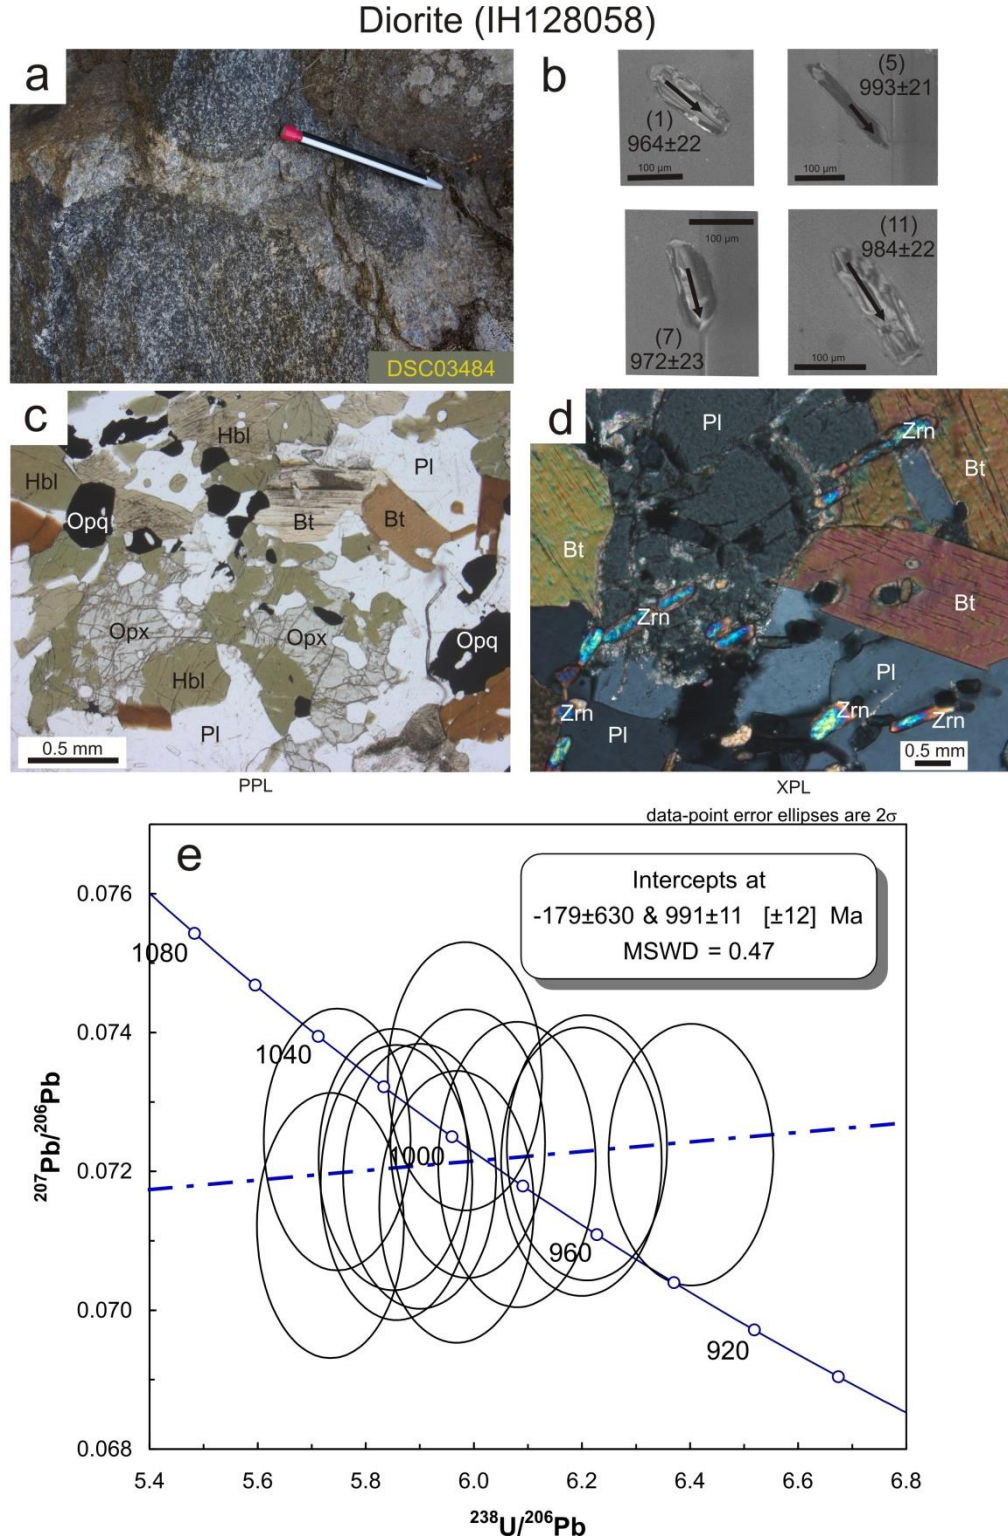 Diorite (IH128058)
a
DSC03484
b
(1)
964±22
100 µm
(5)
993±21
100 µm
100 µm
(7)
972±23
(11)
984±22
100 µm
c
Hbl
Hbl
Pl
Opq
Bt
Bt
Opx
Opx
Opq
Hbl
Pl
0.5 mm
PPL
d
Pl
Zrn
Bt
Bt
Bt
Zrn
Pl
Zrn
Zrn
Zrn
Pl
0.5 mm
XPL
data-point error ellipses are 2σ
e
Intercepts at
-179±630 & 991±11 [±12] Ma
MSWD = 0.47
0.076
0.074
0.072
0.070
0.068
1080
1040
1000
960
920
5.4 5.6 5.8 6.0 6.2 6.4 6.6 6.8
²⁰⁷Pb/²⁰⁶Pb
²³⁸U/²⁰⁶Pb